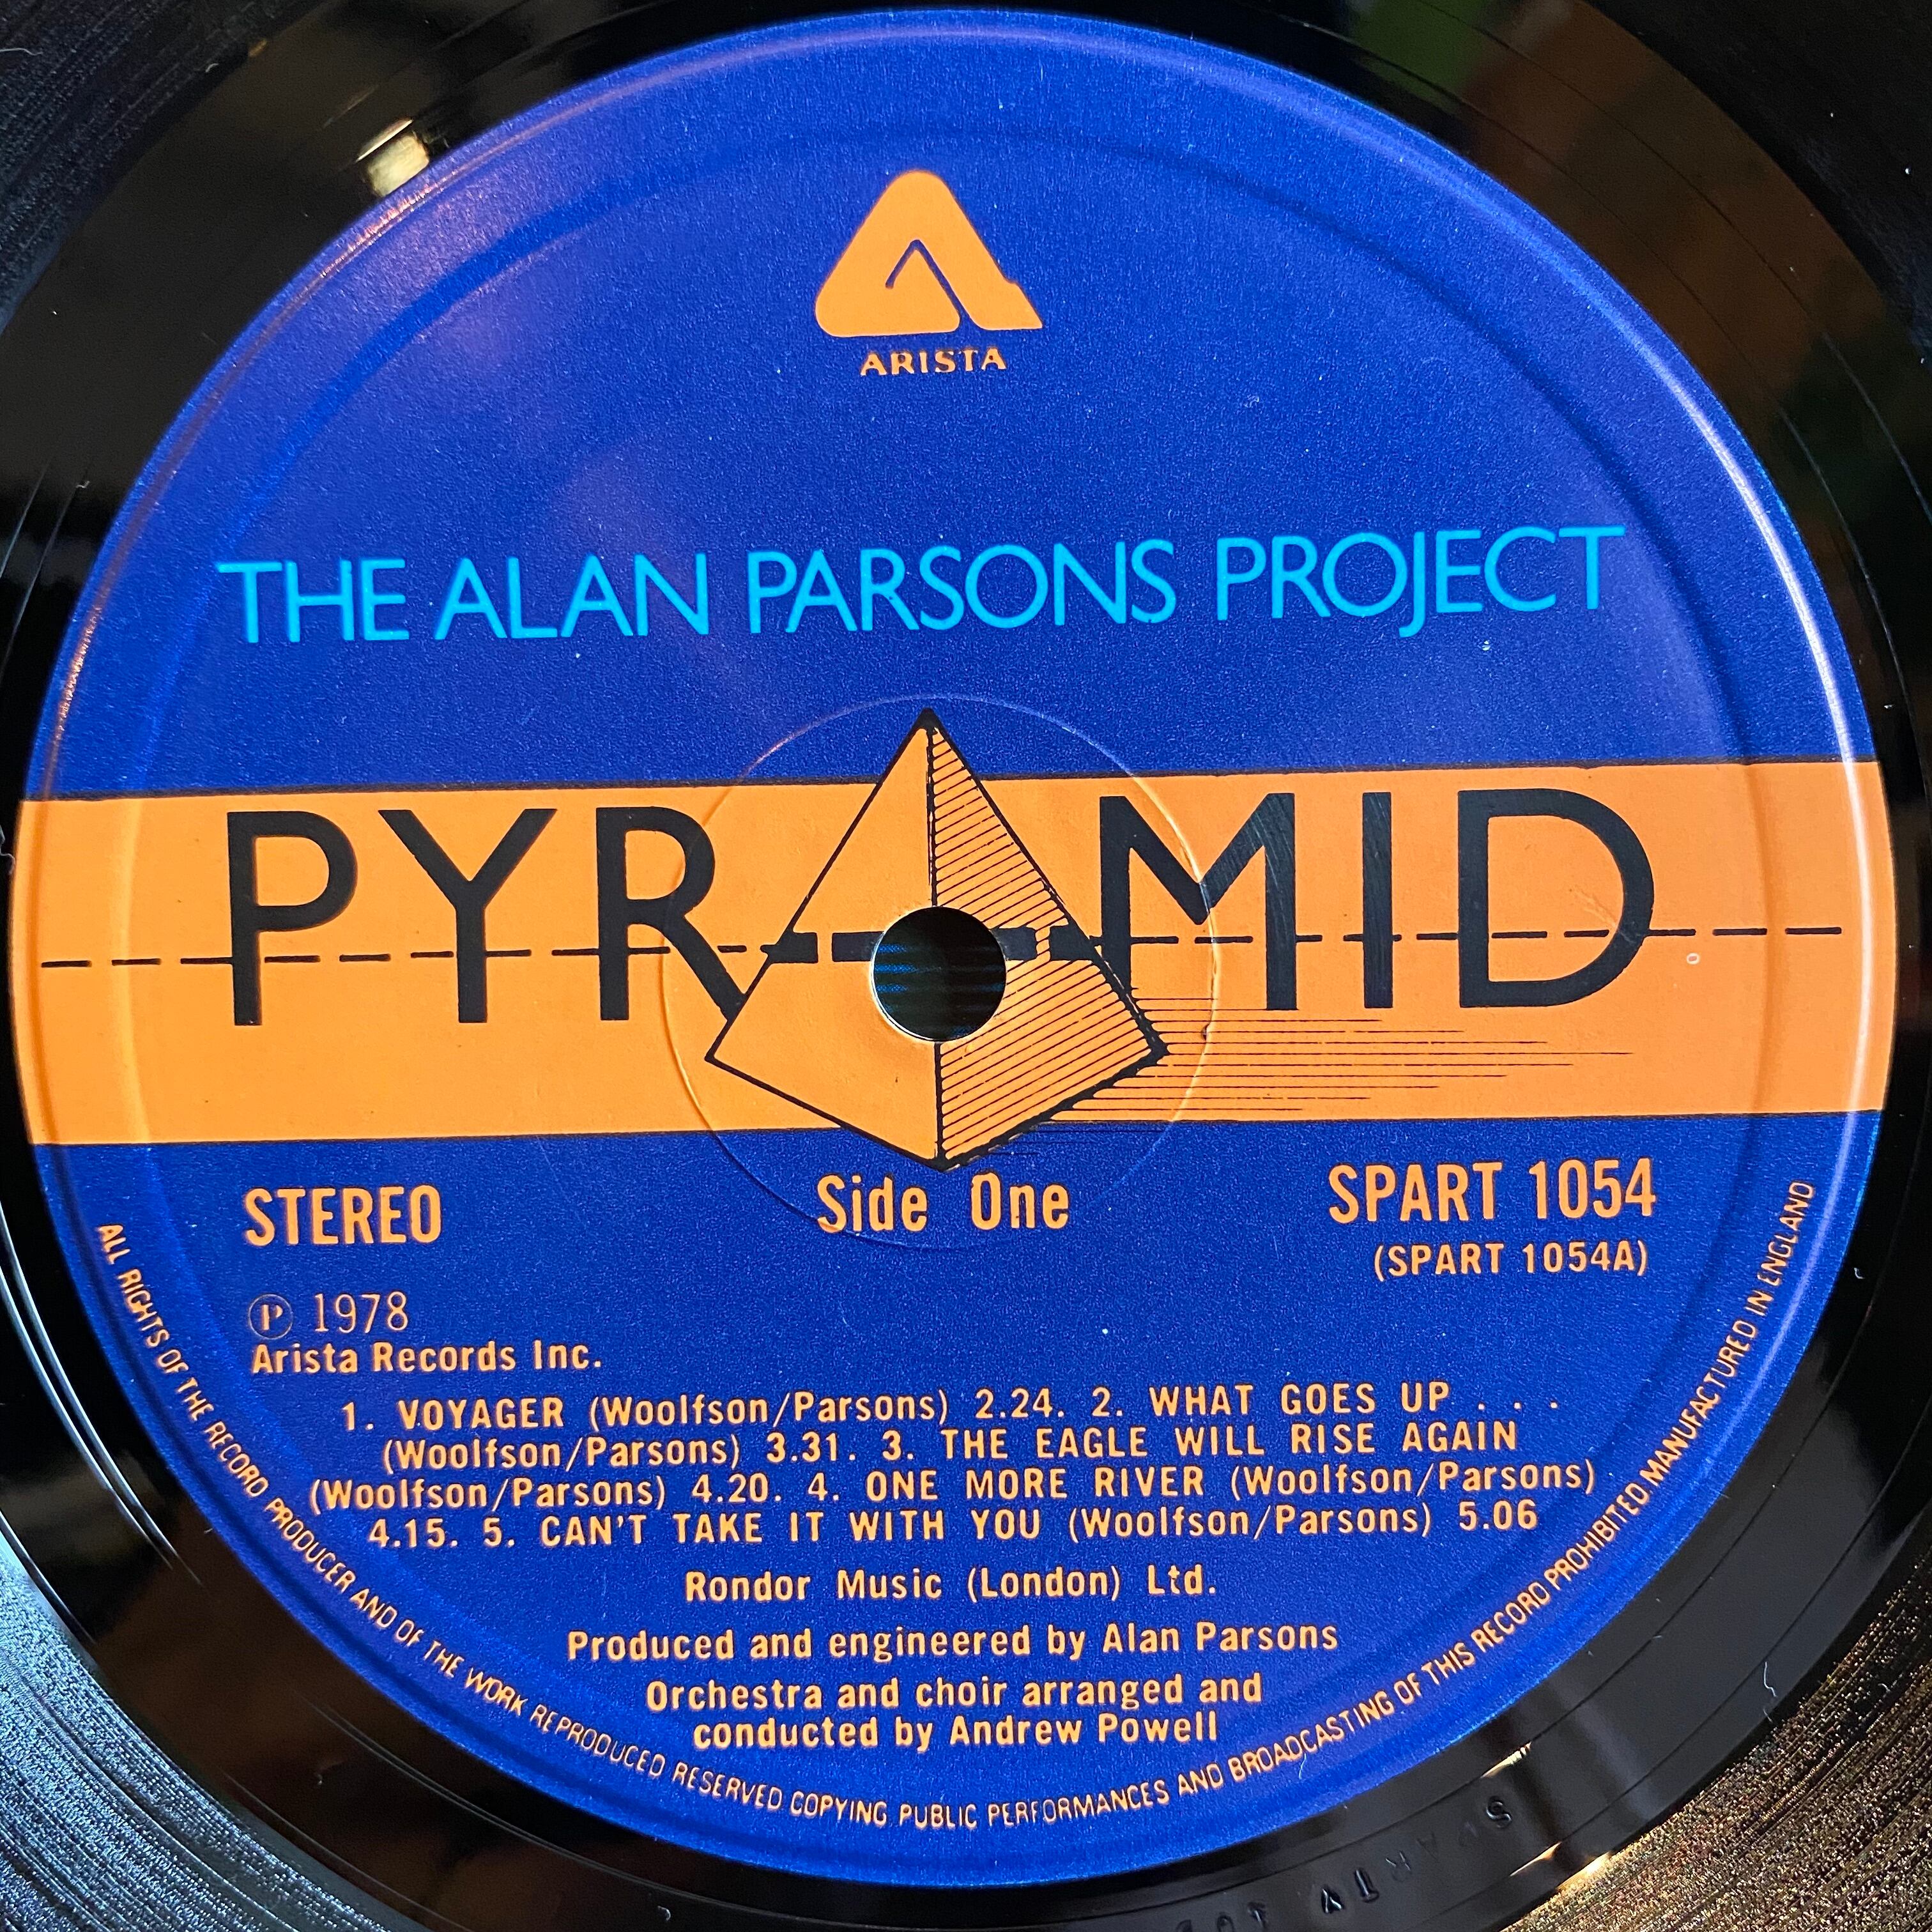 ARISTA
THE ALAN PARSONS PROJECT
PYR MID
STEREO
Side One
SPART 1054
(SPART 1054A)
Ⓟ 1978
Arista Records Inc.
1. VOYAGER (Woolfson/Parsons) 2.24. 2. WHAT GOES UP . . .
(Woolfson/Parsons) 3.31. 3. THE EAGLE WILL RISE AGAIN
(Woolfson/Parsons) 4.20. 4. ONE MORE RIVER (Woolfson/Parsons)
4.15. 5. CAN'T TAKE IT WITH YOU (Woolfson/Parsons) 5.06
Rondor Music (London) Ltd.
Produced and engineered by Alan Parsons
Orchestra and choir arranged and
conducted by Andrew Powell
ALL RIGHTS OF THE RECORD PRODUCER AND OF THE WORK REPRODUCED RESERVED COPYING PUBLIC PERFORMANCES AND BROADCASTING. OF THIS RECORD PROHIBITED MANUFACTURED IN ENGLAND